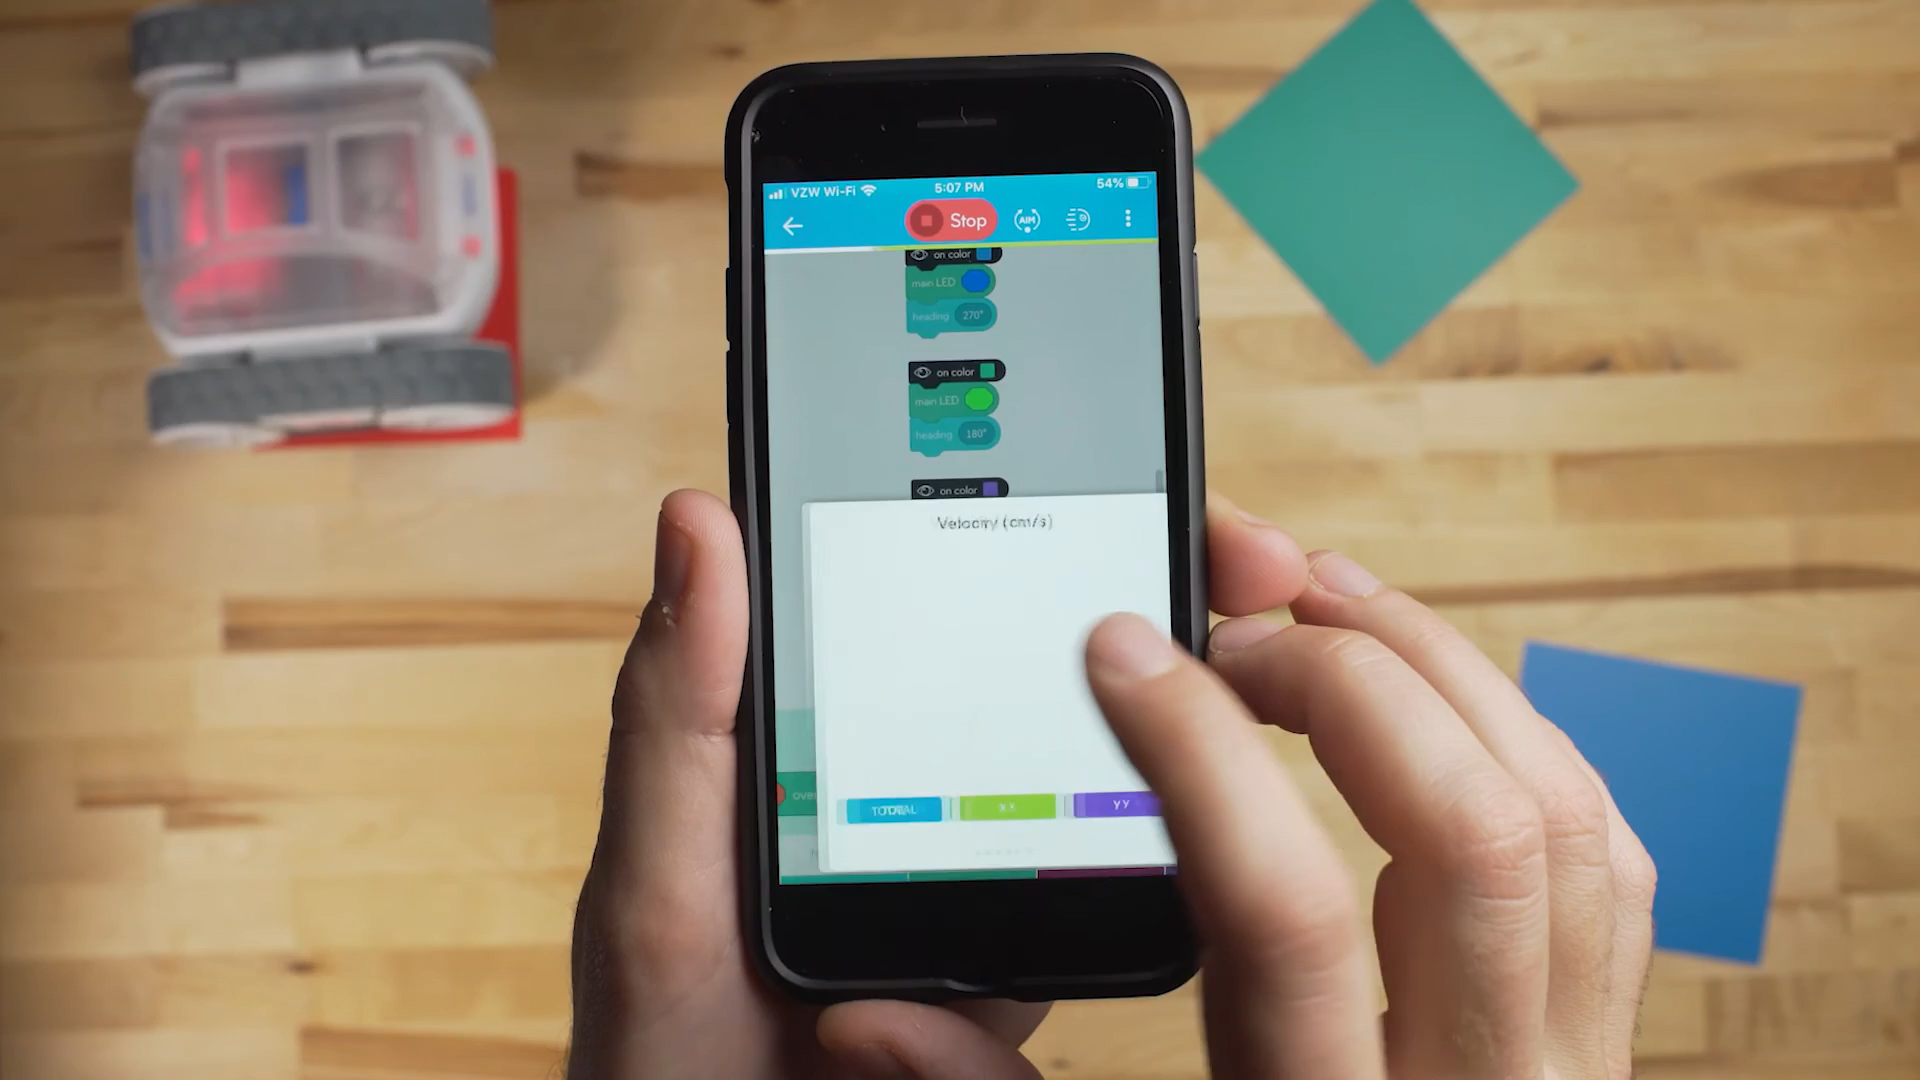 VZW Wi-Fi 5:07 PM 54%
Stop AIM
on color
main LED
heading 270°
on color
main LED
heading 180°
on color
Velocity (cm/s)
TOTAL x y